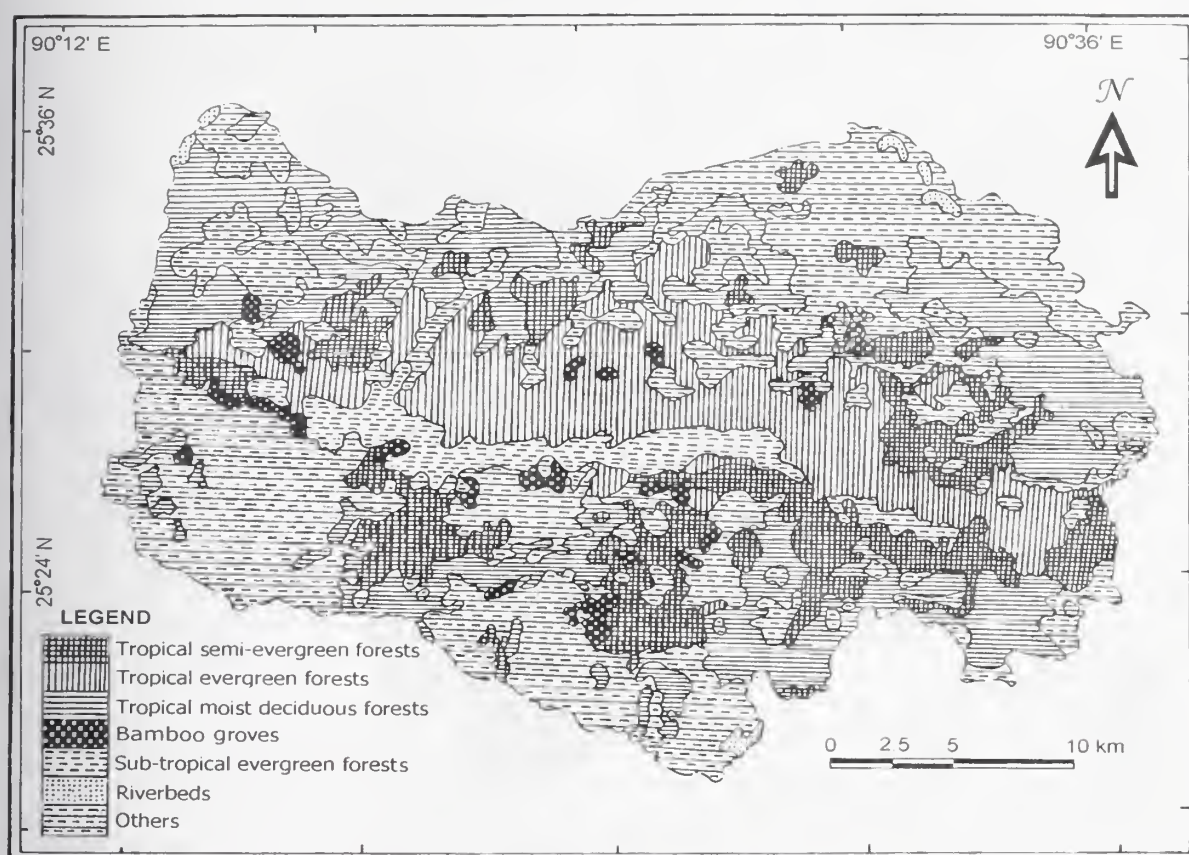 90°12' E
90°36' E
N
25°36' N
25°24' N
LEGEND
Tropical semi-evergreen forests
Tropical evergreen forests
Tropical moist deciduous forests
Bamboo groves
Sub-tropical evergreen forests
Riverbeds
Others
0 2.5 5 10 km